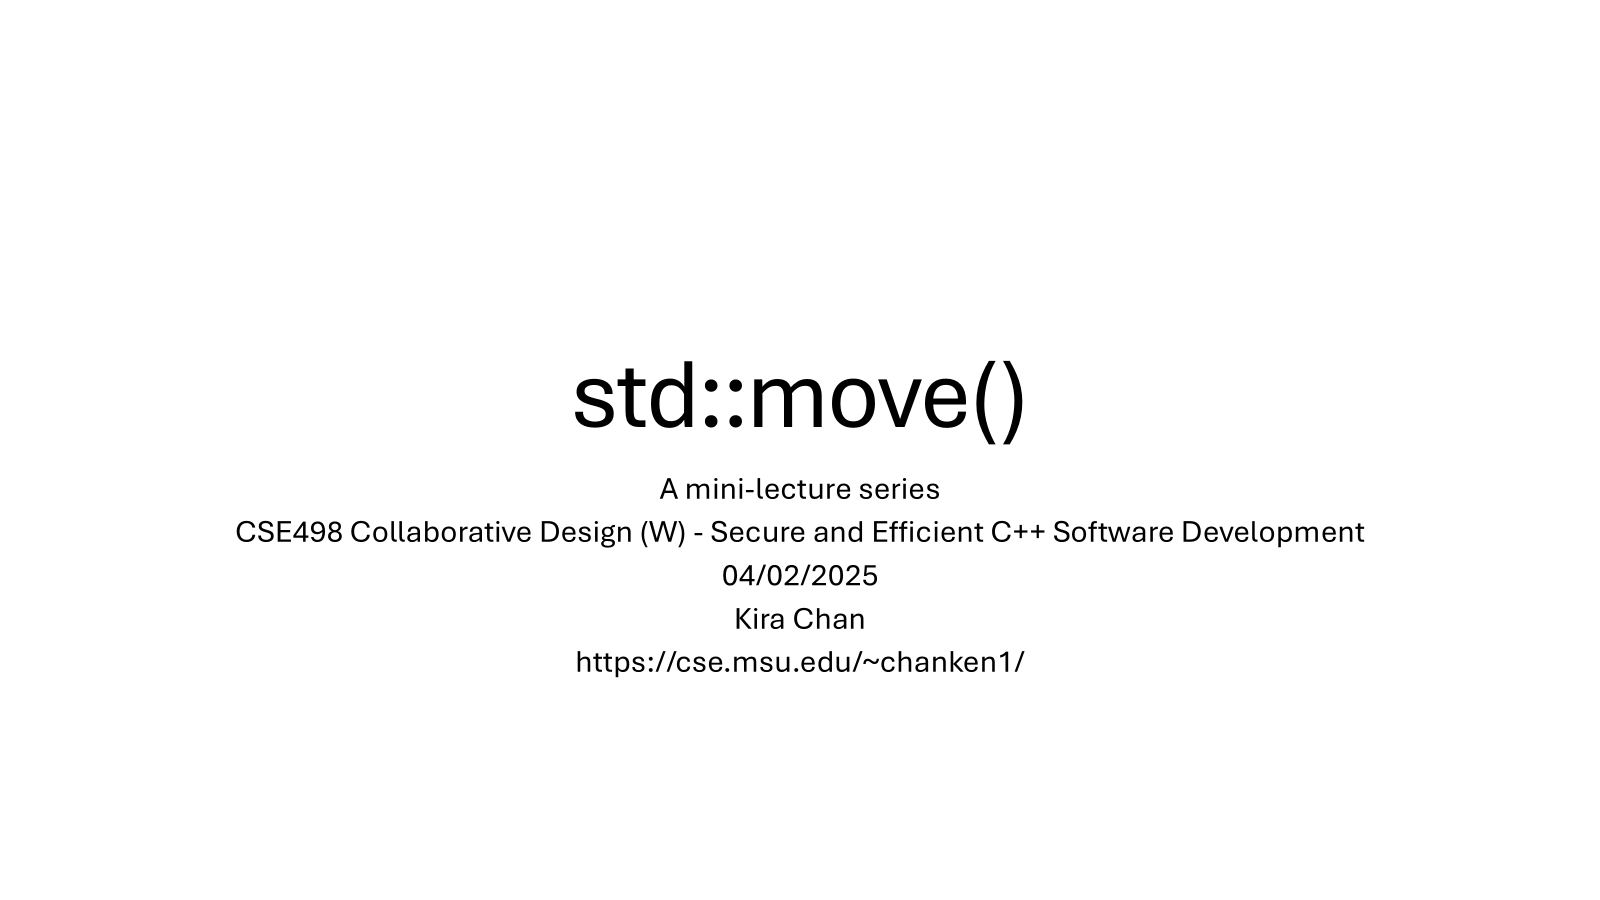 std::move()
A mini-lecture series
CSE498 Collaborative Design (W) - Secure and Efficient C++ Software Development
04/02/2025
Kira Chan
https://cse.msu.edu/~chanken1/